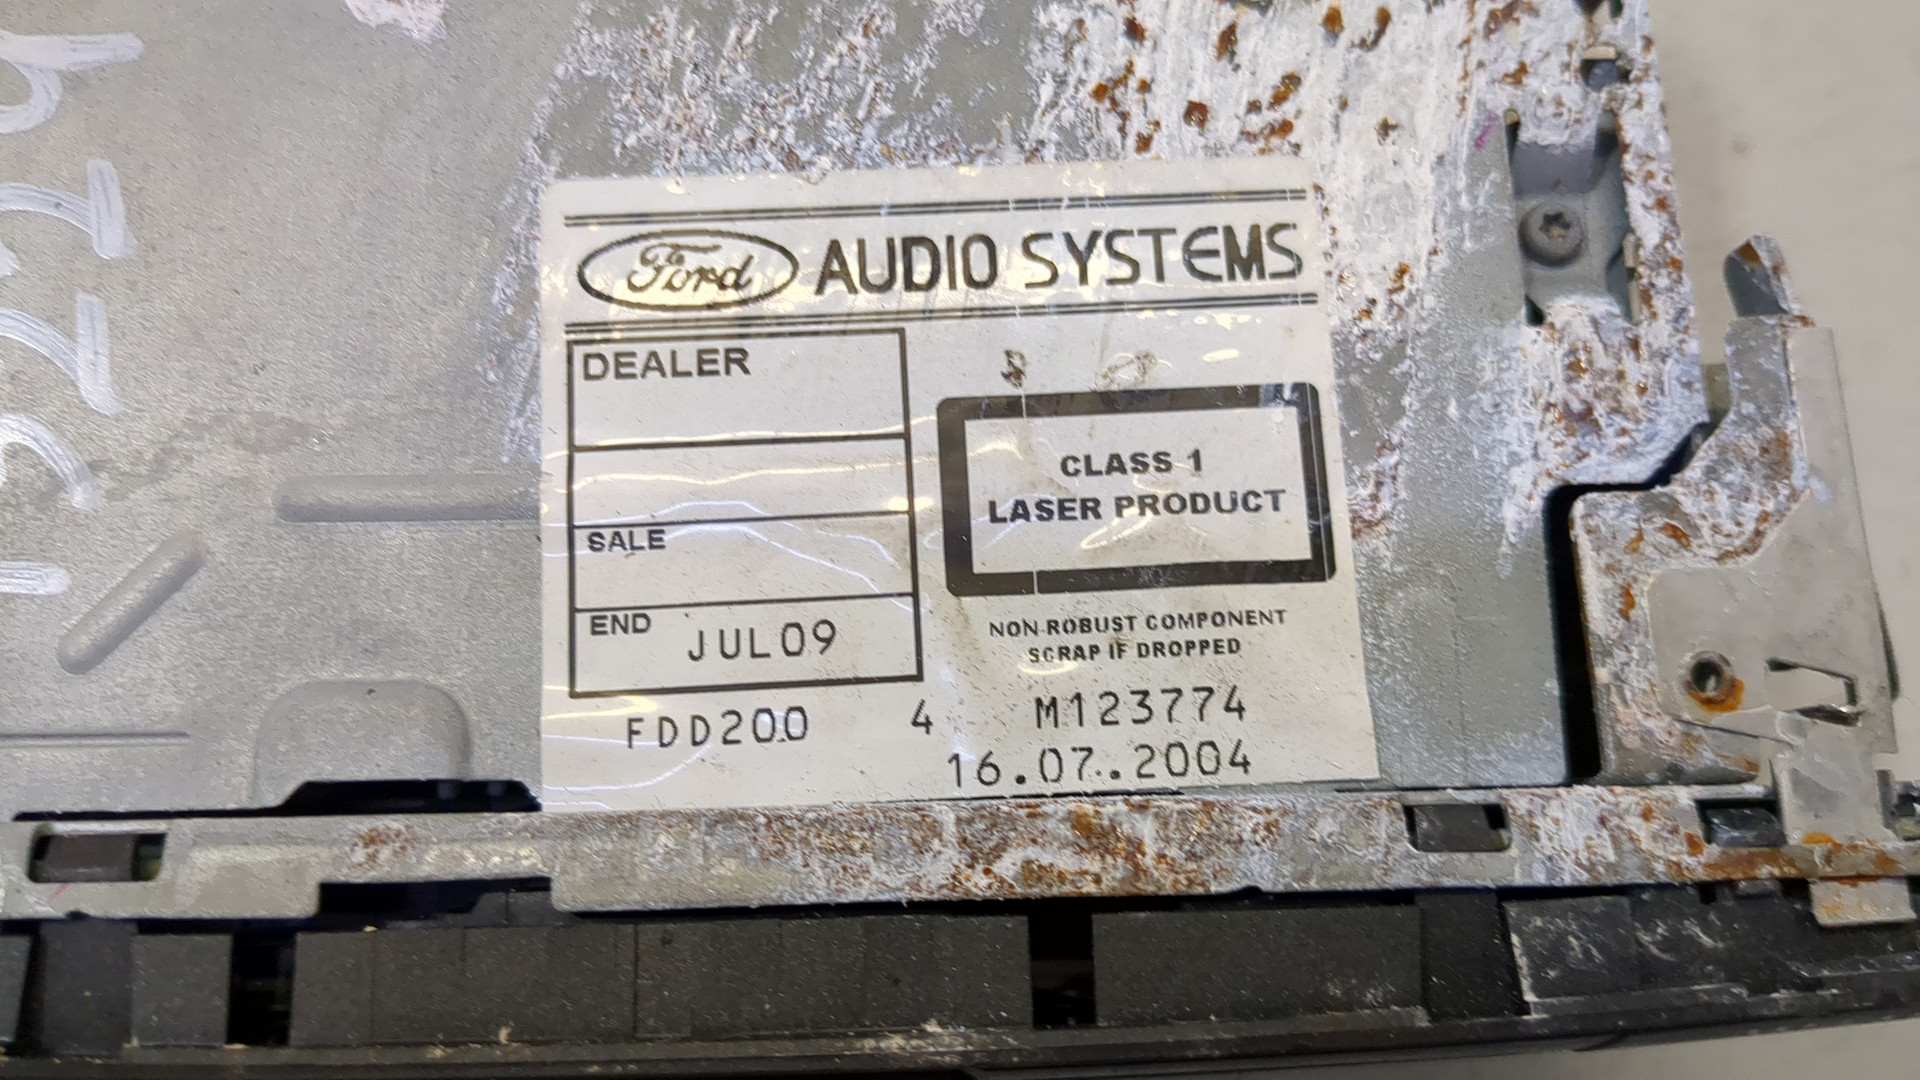 Ford AUDIO SYSTEMS
DEALER
SALE
END JUL09
CLASS 1
LASER PRODUCT
NON ROBUST COMPONENT
SCRAP IF DROPPED
FDD200 4 M123774
16.07.2004